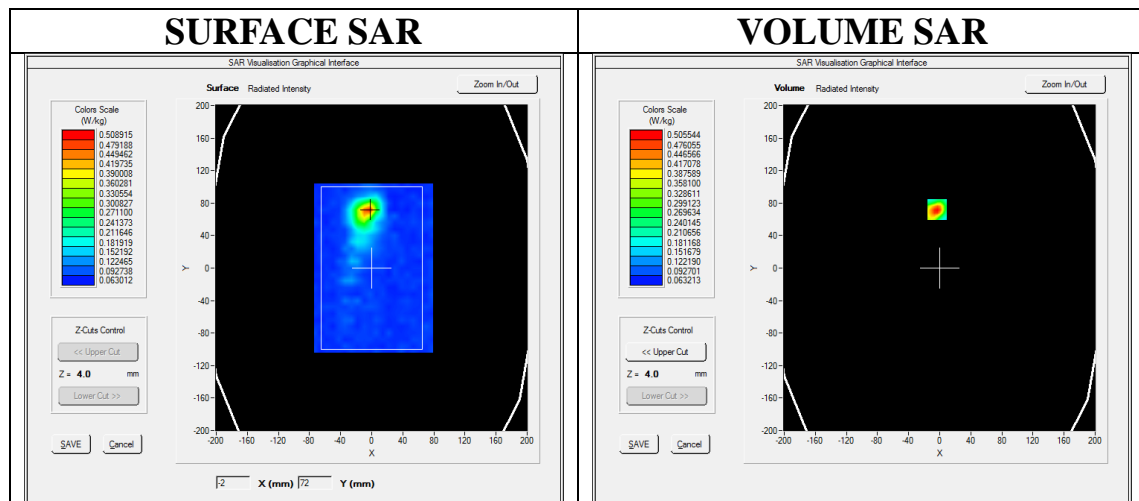 SURFACE SAR
VOLUME SAR
SAR Visualisation Graphical Interface
Surface Radiated Intensity
Zoom In/Out
Colors Scale
(W/kg)
0.508915
0.479188
0.449462
0.419735
0.390008
0.360281
0.330554
0.300827
0.271100
0.241373
0.211646
0.181919
0.152192
0.122465
0.092738
0.063012
Z-Cuts Control
<< Upper Cut
Z = 4.0 mm
Lower Cut >>
SAVE Cancel
200
160
120
80
40
0
-40
-80
-120
-160
-200
Y
-200 -160 -120 -80 -40 0 40 80 120 160 200
X
-2 X (mm) 72 Y (mm)
SAR Visualisation Graphical Interface
Volume Radiated Intensity
Zoom In/Out
Colors Scale
(W/kg)
0.505544
0.476055
0.446566
0.417078
0.387589
0.358100
0.328611
0.299123
0.269634
0.240145
0.210656
0.181168
0.151679
0.122190
0.092701
0.063213
Z-Cuts Control
<< Upper Cut
Z = 4.0 mm
Lower Cut >>
SAVE Cancel
200
160
120
80
40
0
-40
-80
-120
-160
-200
Y
-200 -160 -120 -80 -40 0 40 80 120 160 200
X